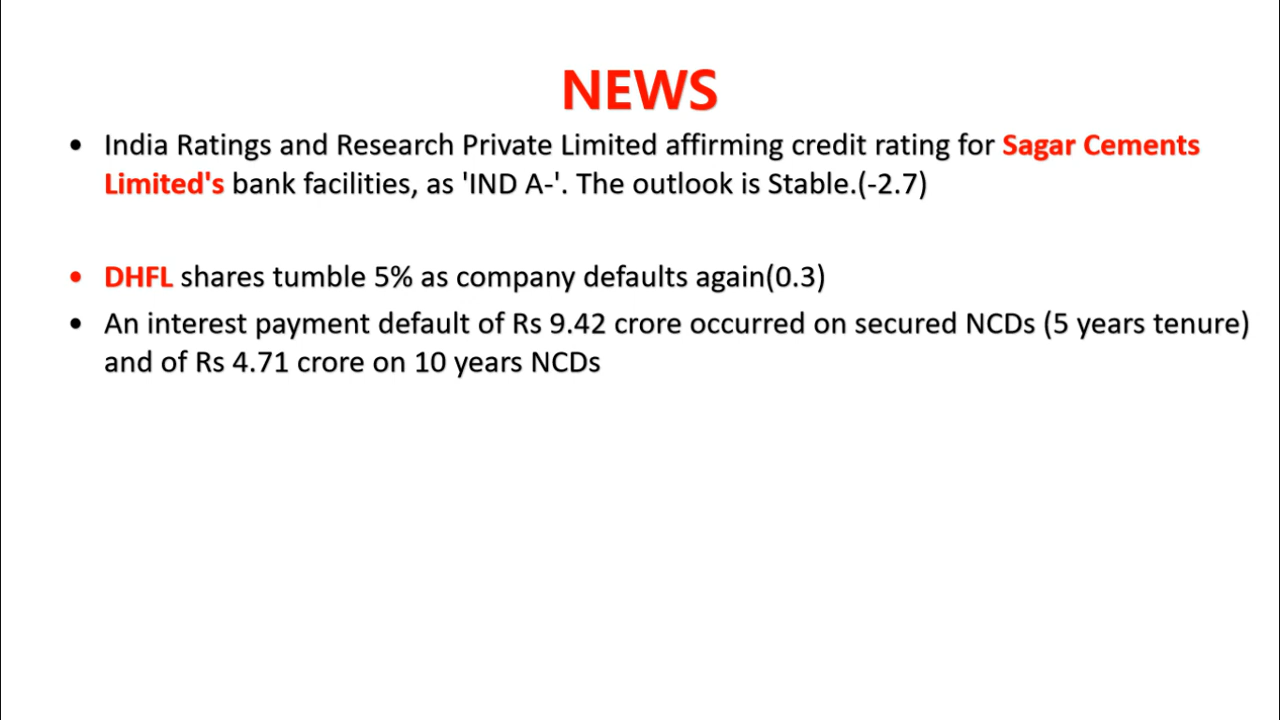 NEWS
• India Ratings and Research Private Limited affirming credit rating for Sagar Cements
Limited's bank facilities, as 'IND A-'. The outlook is Stable.(-2.7)
• DHFL shares tumble 5% as company defaults again(0.3)
• An interest payment default of Rs 9.42 crore occurred on secured NCDs (5 years tenure)
and of Rs 4.71 crore on 10 years NCDs